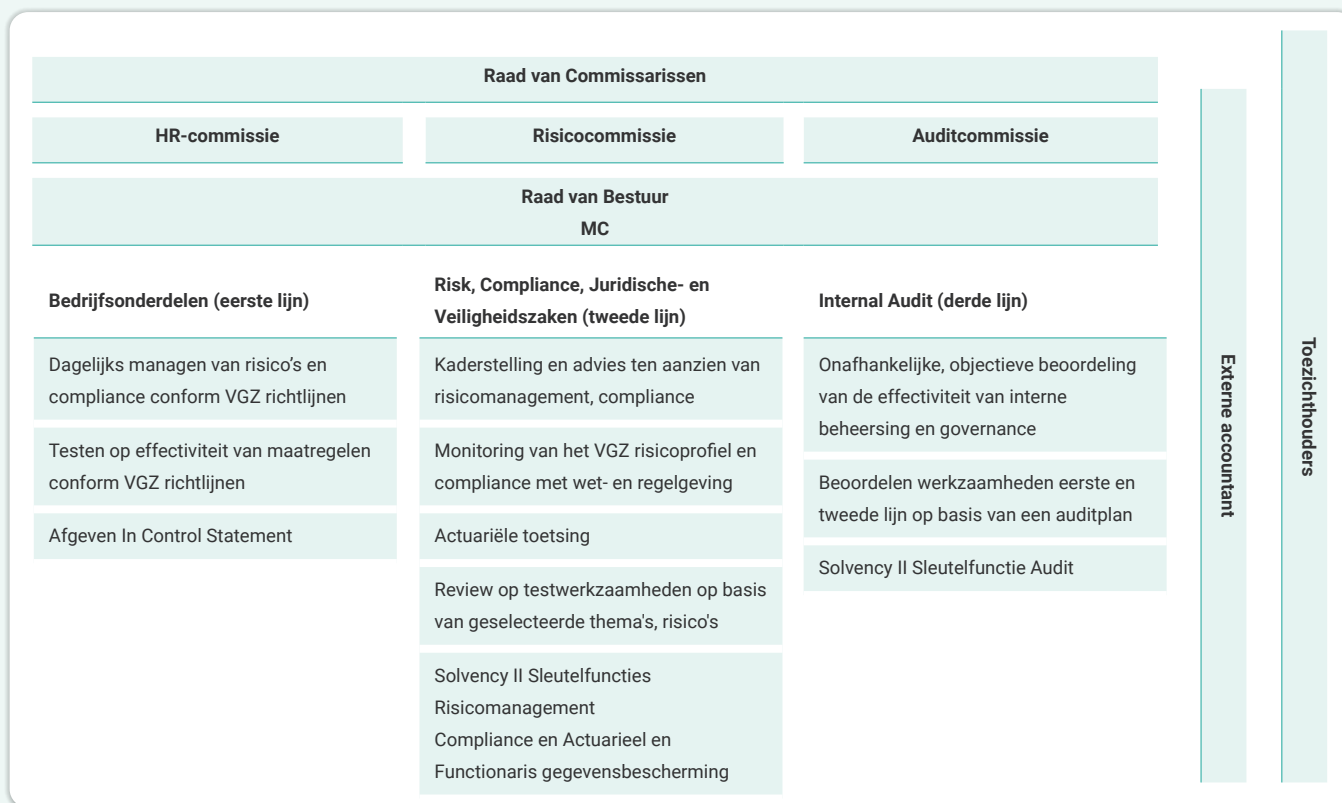 Raad van Commissarissen
HR-commissie
Risicocommissie
Auditcommissie
Raad van Bestuur
MC
Bedrijfsonderdelen (eerste lijn)
Dagelijks managen van risico’s en
compliance conform VGZ richtlijnen
Testen op effectiviteit van maatregelen
conform VGZ richtlijnen
Afgeven In Control Statement
Risk, Compliance, Juridische- en
Veiligheidszaken (tweede lijn)
Kaderstelling en advies ten aanzien van
risicomanagement, compliance
Monitoring van het VGZ risicoprofiel en
compliance met wet- en regelgeving
Actuariële toetsing
Review op testwerkzaamheden op basis
van geselecteerde thema's, risico's
Solvency II Sleutelfuncties
Risicomanagement
Compliance en Actuarieel en
Functionaris gegevensbescherming
Internal Audit (derde lijn)
Onafhankelijke, objectieve beoordeling
van de effectiviteit van interne
beheersing en governance
Beoordelen werkzaamheden eerste en
tweede lijn op basis van een auditplan
Solvency II Sleutelfunctie Audit
Externe accountant
Toezichthouders